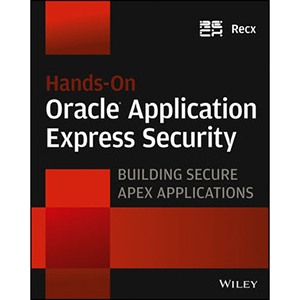 Recx
Hands-On
Oracle® Application
Express Security
BUILDING SECURE
APEX APPLICATIONS
WILEY